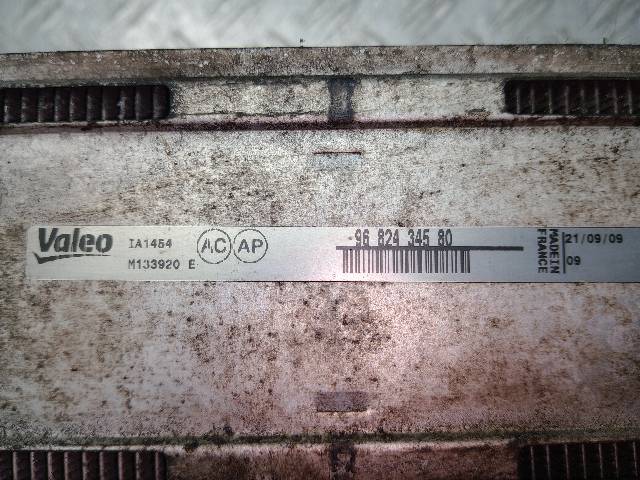 Valeo
IA1454
M133920 E
AC AP
96 824 345 80
MADE IN
FRANCE
21/09/09
09